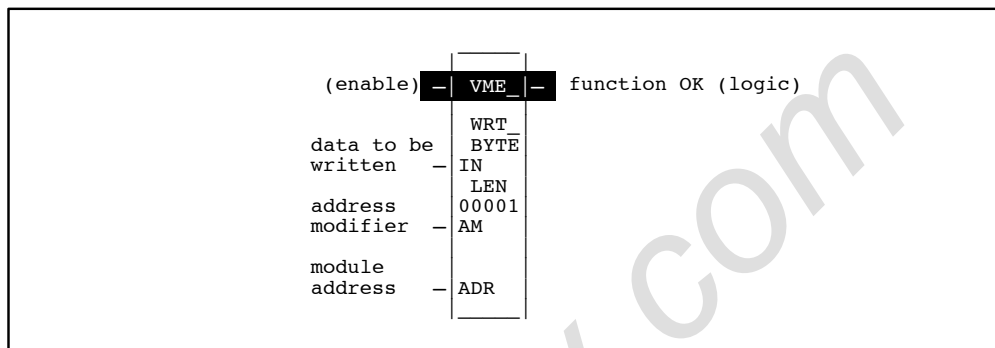 (enable) – VME_ – function OK (logic)
WRT_
data to be BYTE
written – IN
LEN
address 00001
modifier – AM
module
address – ADR
com